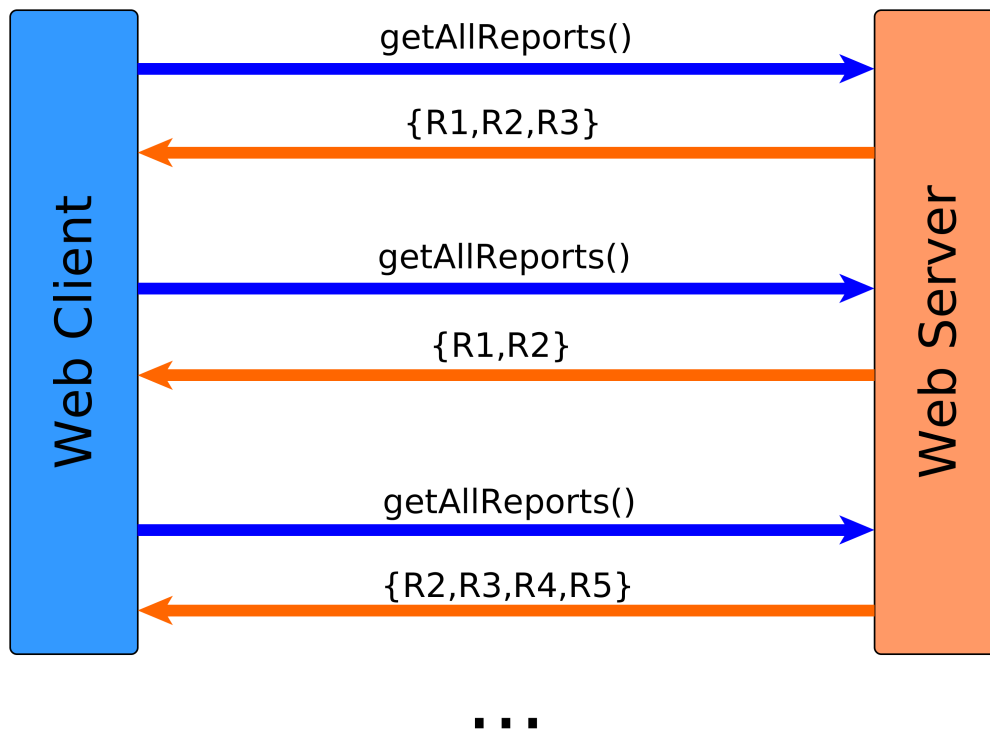 getAllReports()
{R1,R2,R3}
getAllReports()
{R1,R2}
getAllReports()
{R2,R3,R4,R5}
Web Client
Web Server
...